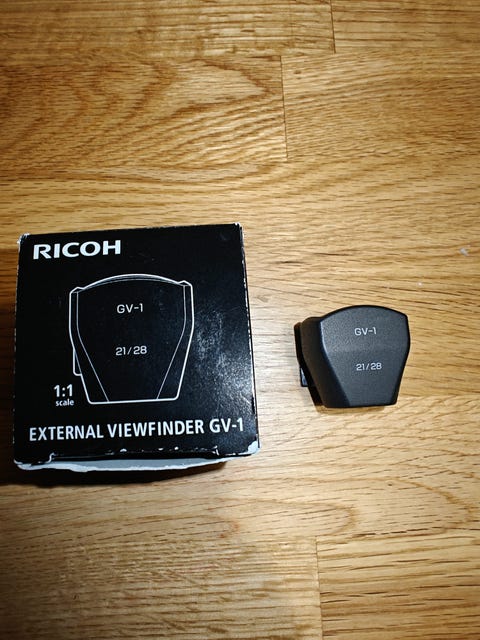 RICOH
GV-1
21/28
1:1
scale
EXTERNAL VIEWFINDER GV-1
GV-1
21/28